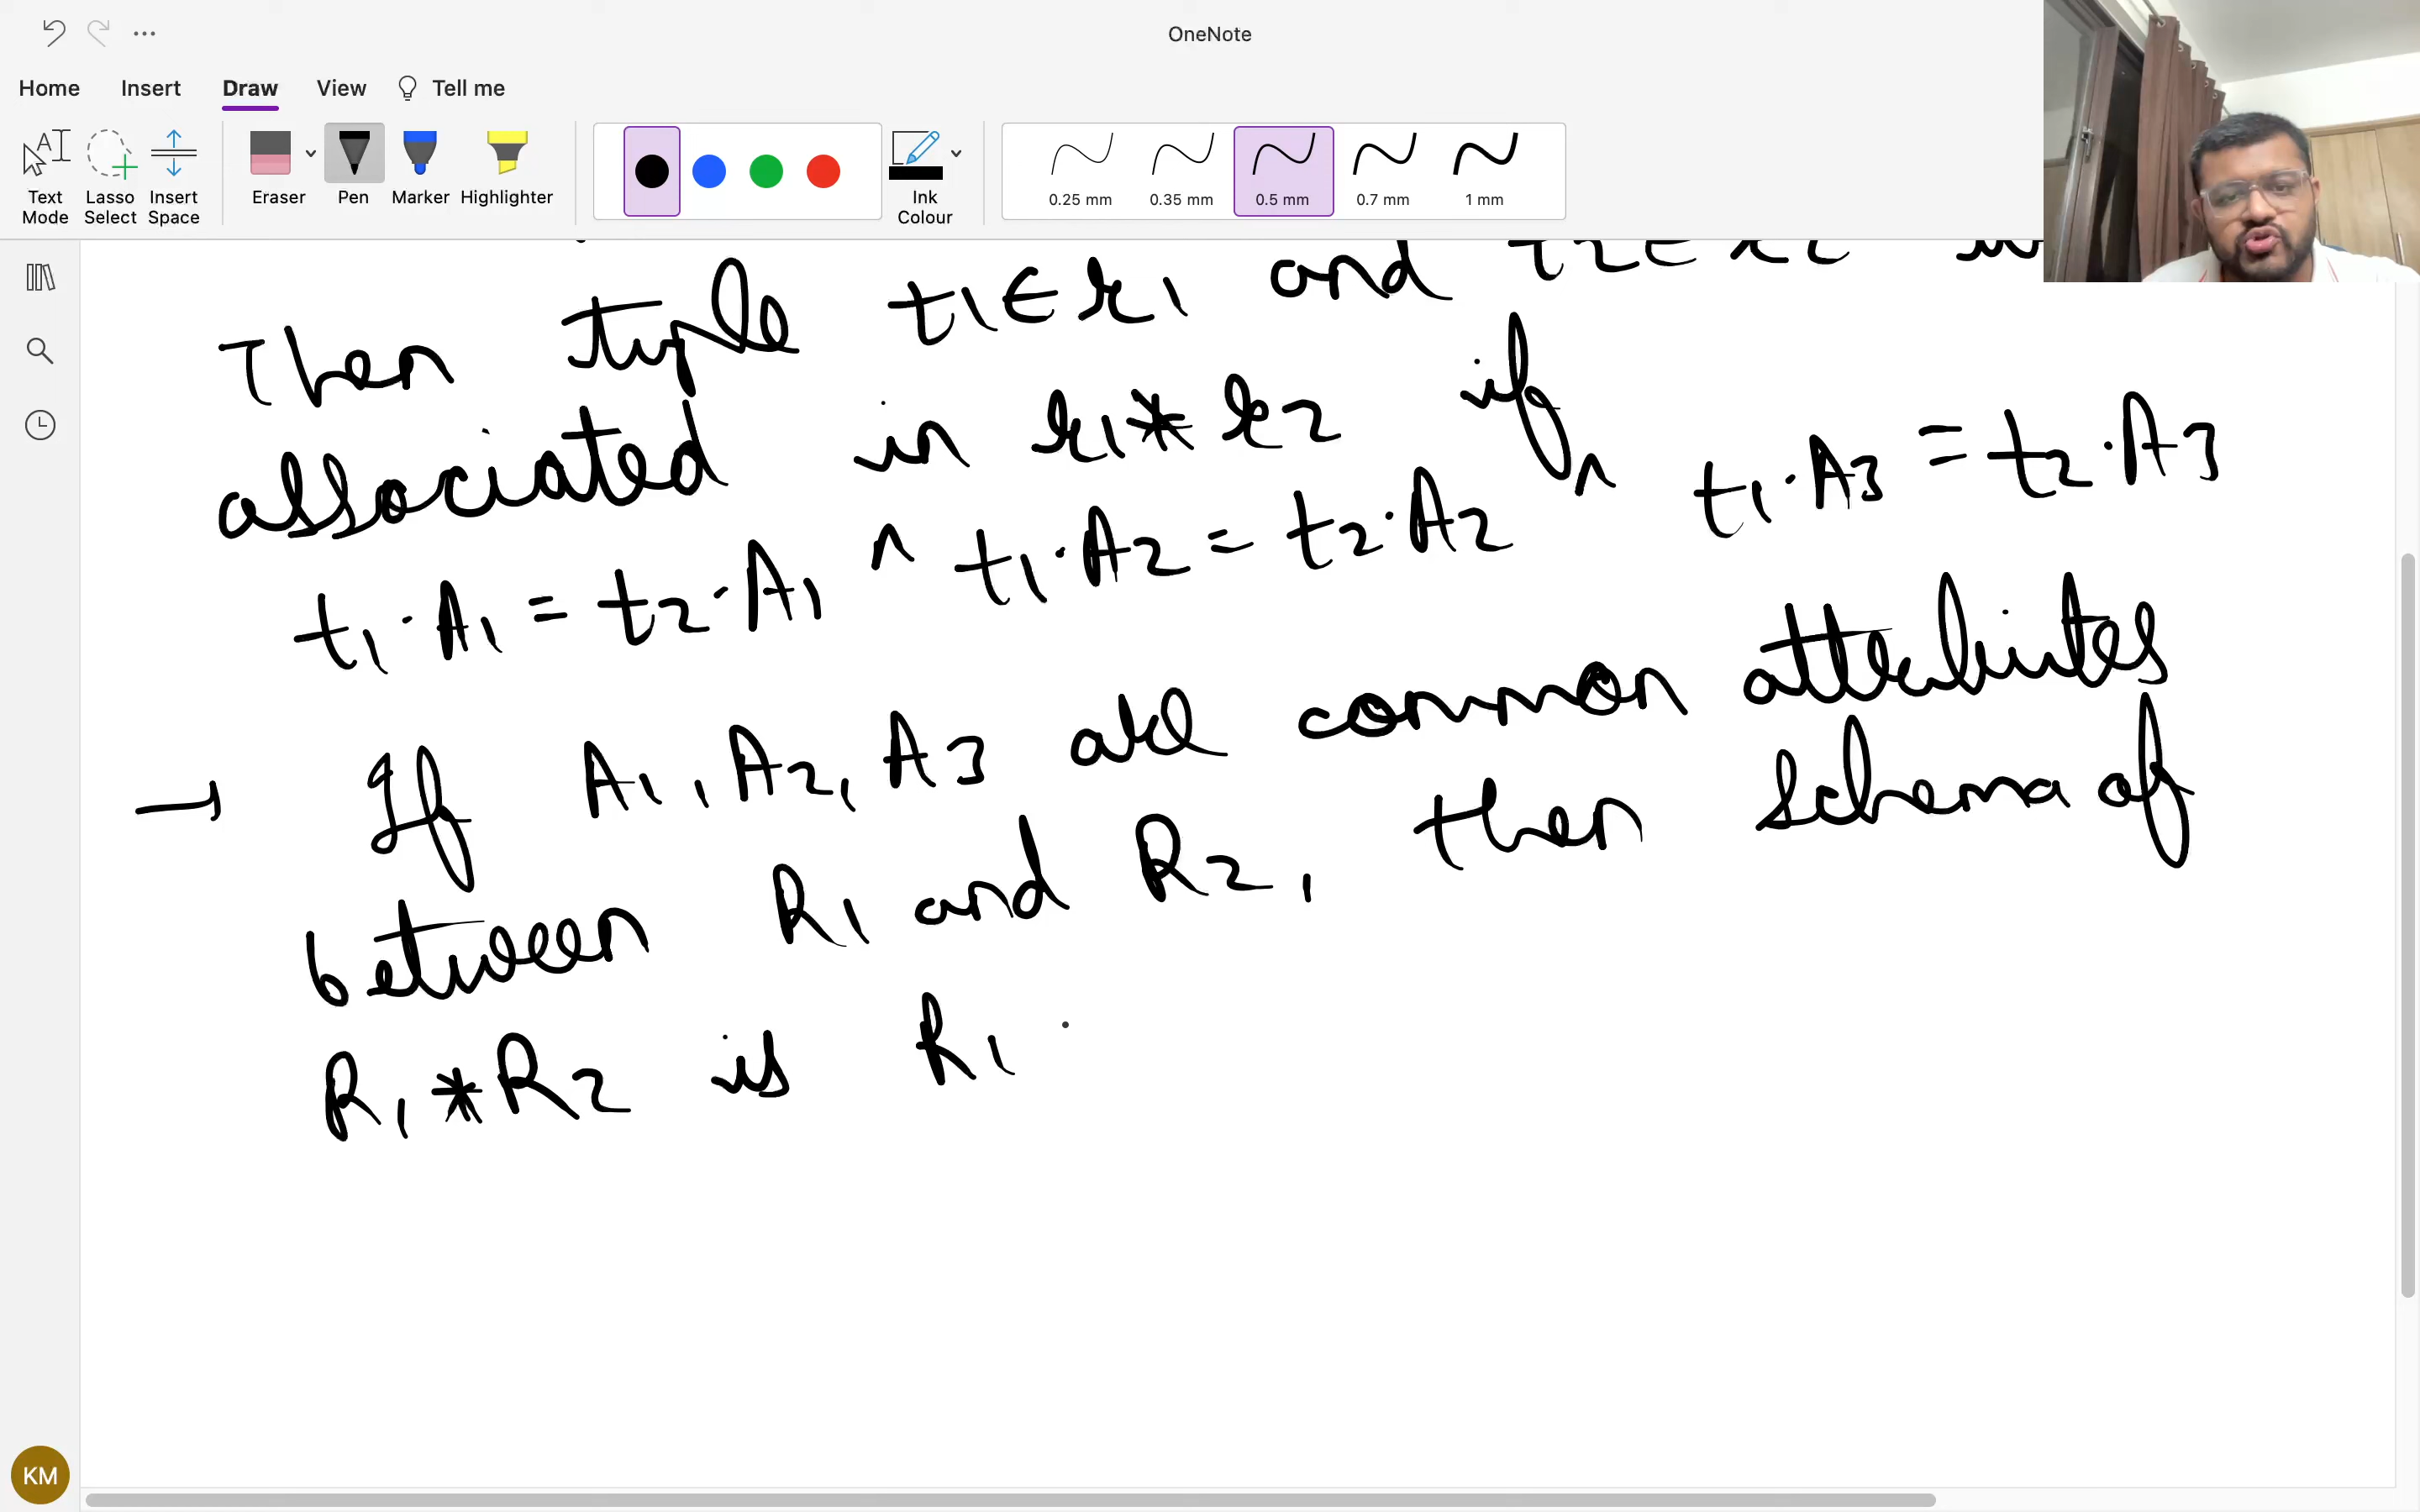 OneNote
Home Insert Draw View Tell me
Text Mode Lasso Select Insert Space Eraser Pen Marker Highlighter Ink Colour 0.25 mm 0.35 mm 0.5 mm 0.7 mm 1 mm
Then tuple t1∈r1 and t2∈r2
associated in r1*r2 if
t1.A1 = t2.A1 ∧ t1.A2 = t2.A2 ∧ t1.A3 = t2.A3
→ If A1, A2, A3 are common attributes
between R1 and R2, then schema of
R1*R2 is R1
KM